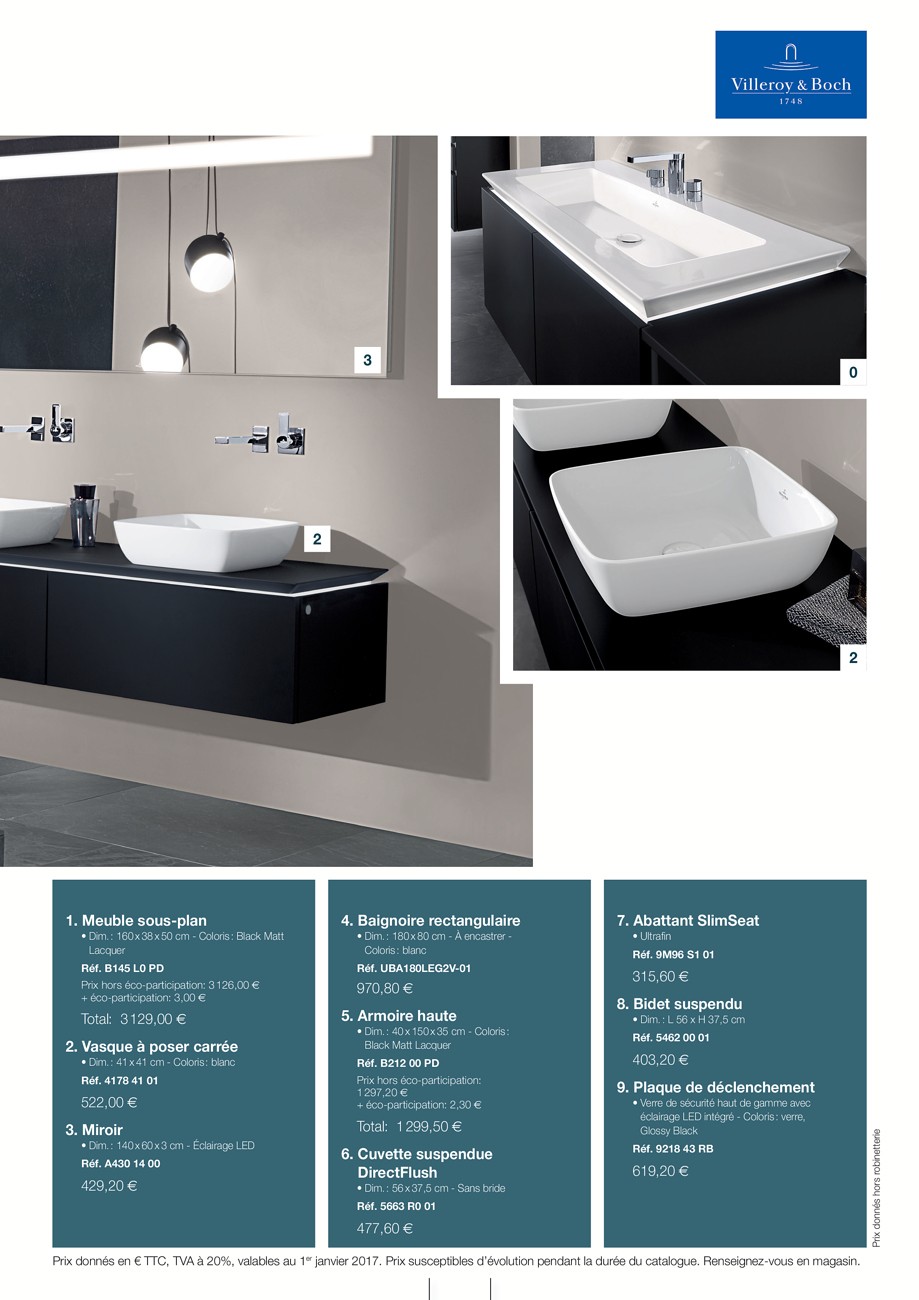 Villeroy & Boch
1748
3
0
2
2
1. Meuble sous-plan
• Dim. : 160 x 38 x 50 cm - Coloris : Black Matt
Lacquer
Réf. B145 L0 PD
Prix hors éco-participation: 3 126,00 €
+ éco-participation: 3,00 €
Total: 3 129,00 €
2. Vasque à poser carrée
• Dim. : 41 x 41 cm - Coloris : blanc
Réf. 4178 41 01
522,00 €
3. Miroir
• Dim. : 140 x 60 x 3 cm - Éclairage LED
Réf. A430 14 00
429,20 €
4. Baignoire rectangulaire
• Dim. : 180 x 80 cm - À encastrer -
Coloris : blanc
Réf. UBA180LEG2V-01
970,80 €
5. Armoire haute
• Dim. : 40 x 150 x 35 cm - Coloris :
Black Matt Lacquer
Réf. B212 00 PD
Prix hors éco-participation:
1 297,20 €
+ éco-participation: 2,30 €
Total: 1 299,50 €
6. Cuvette suspendue
DirectFlush
• Dim. : 56 x 37,5 cm - Sans bride
Réf. 5663 R0 01
477,60 €
7. Abattant SlimSeat
• Ultrafin
Réf. 9M96 S1 01
315,60 €
8. Bidet suspendu
• Dim. : L 56 x H 37,5 cm
Réf. 5462 00 01
403,20 €
9. Plaque de déclenchement
• Verre de sécurité haut de gamme avec
éclairage LED intégré - Coloris : verre,
Glossy Black
Réf. 9218 43 RB
619,20 €
Prix donnés hors robinetterie
Prix donnés en € TTC, TVA à 20%, valables au 1er janvier 2017. Prix susceptibles d'évolution pendant la durée du catalogue. Renseignez-vous en magasin.